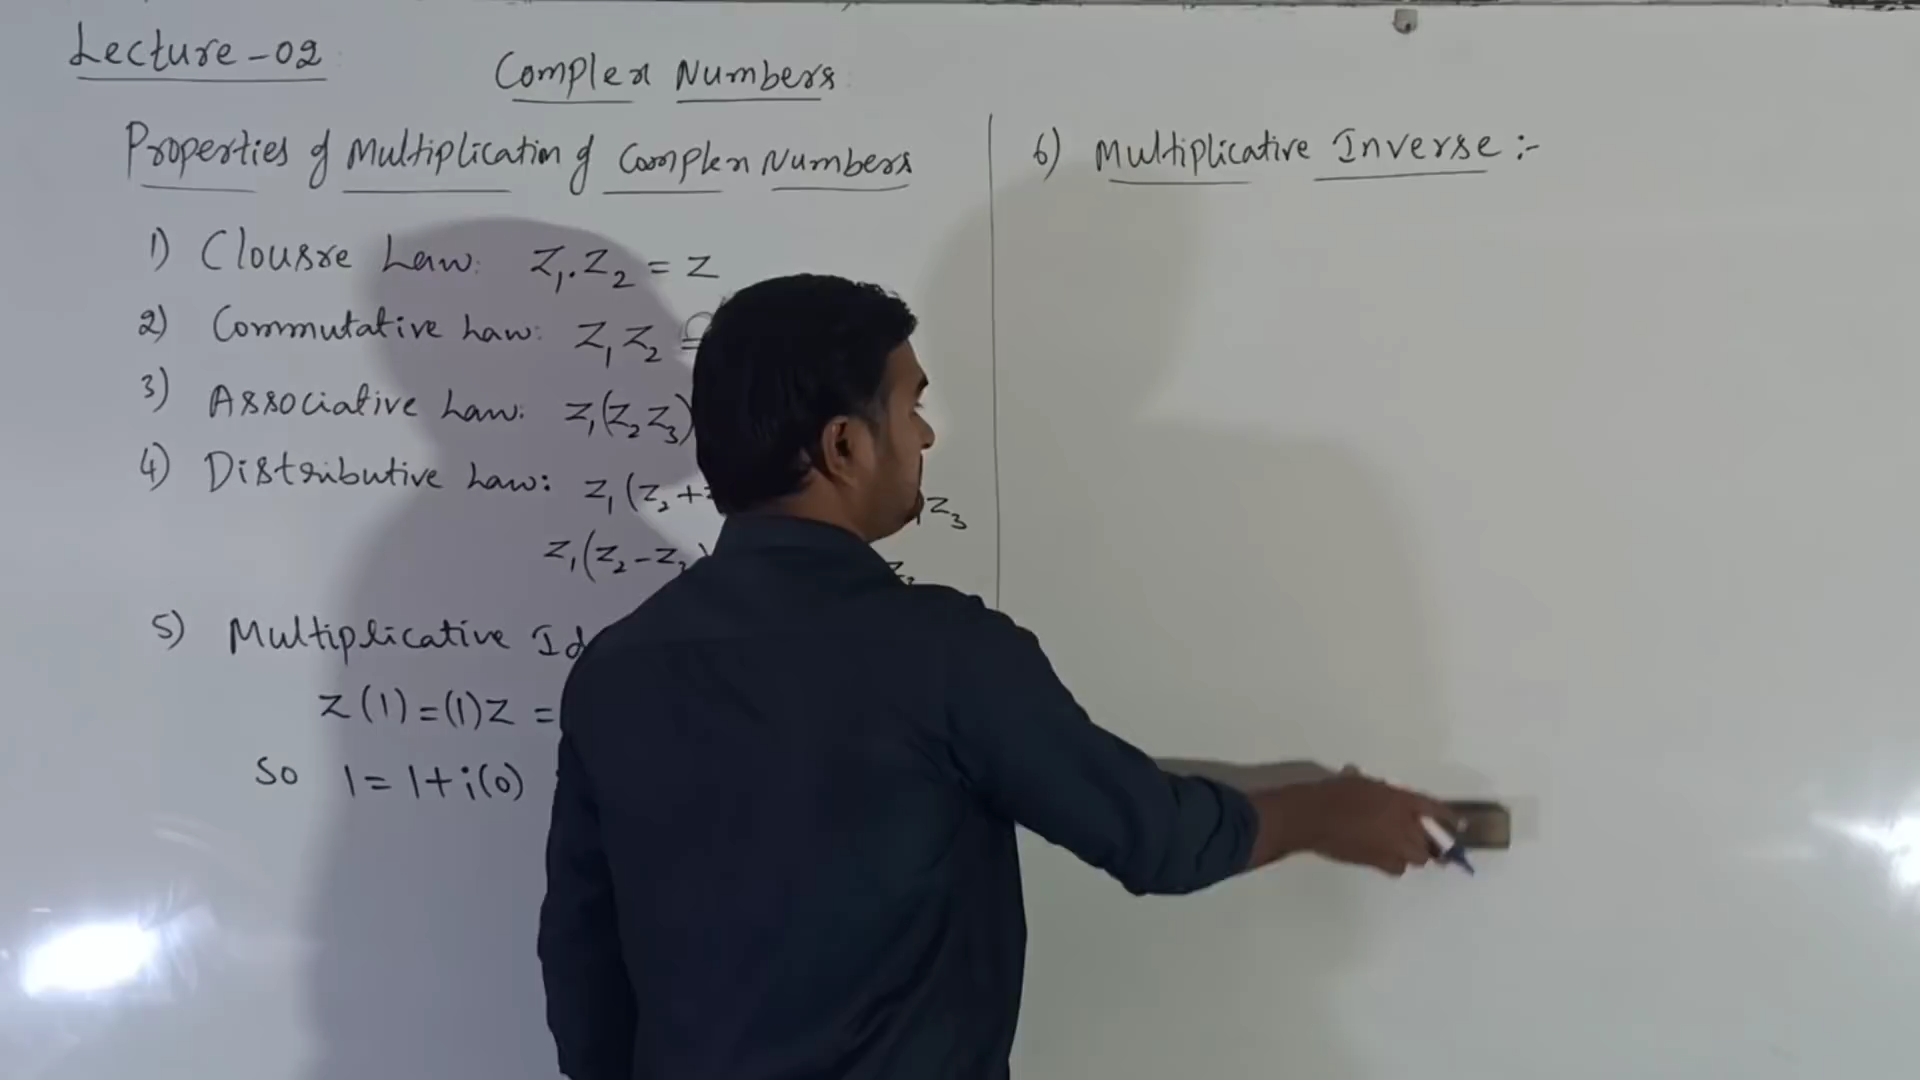 Lecture-02
Complex Numbers
Properties of Multiplication of Complex Numbers
1) Clousre Law: Z₁.Z₂ = Z
2) Commutative Law: Z₁Z₂ =
3) Associative Law: Z₁(Z₂Z₃)
4) Distributive Law: Z₁(Z₂+ Z₃
Z₁(Z₂-Z₃)
5) Multiplicative
Z(1)=(1)Z =
So 1 = 1+i(0)
6) Multiplicative Inverse :-